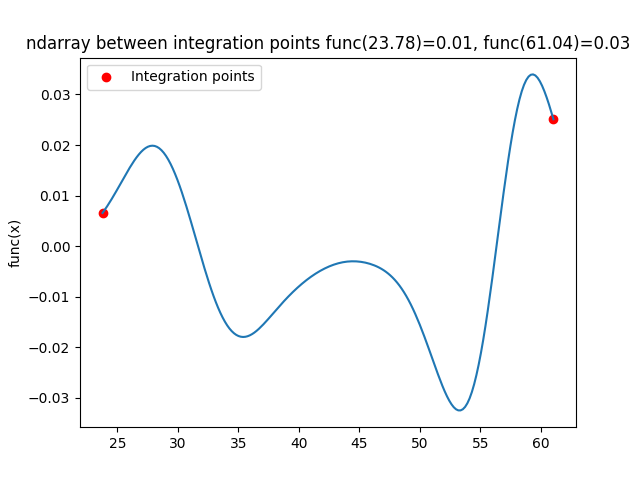 ndarray between integration points func(23.78)=0.01, func(61.04)=0.03
Integration points
func(x)
0.03
0.02
0.01
0.00
−0.01
−0.02
−0.03
25 30 35 40 45 50 55 60